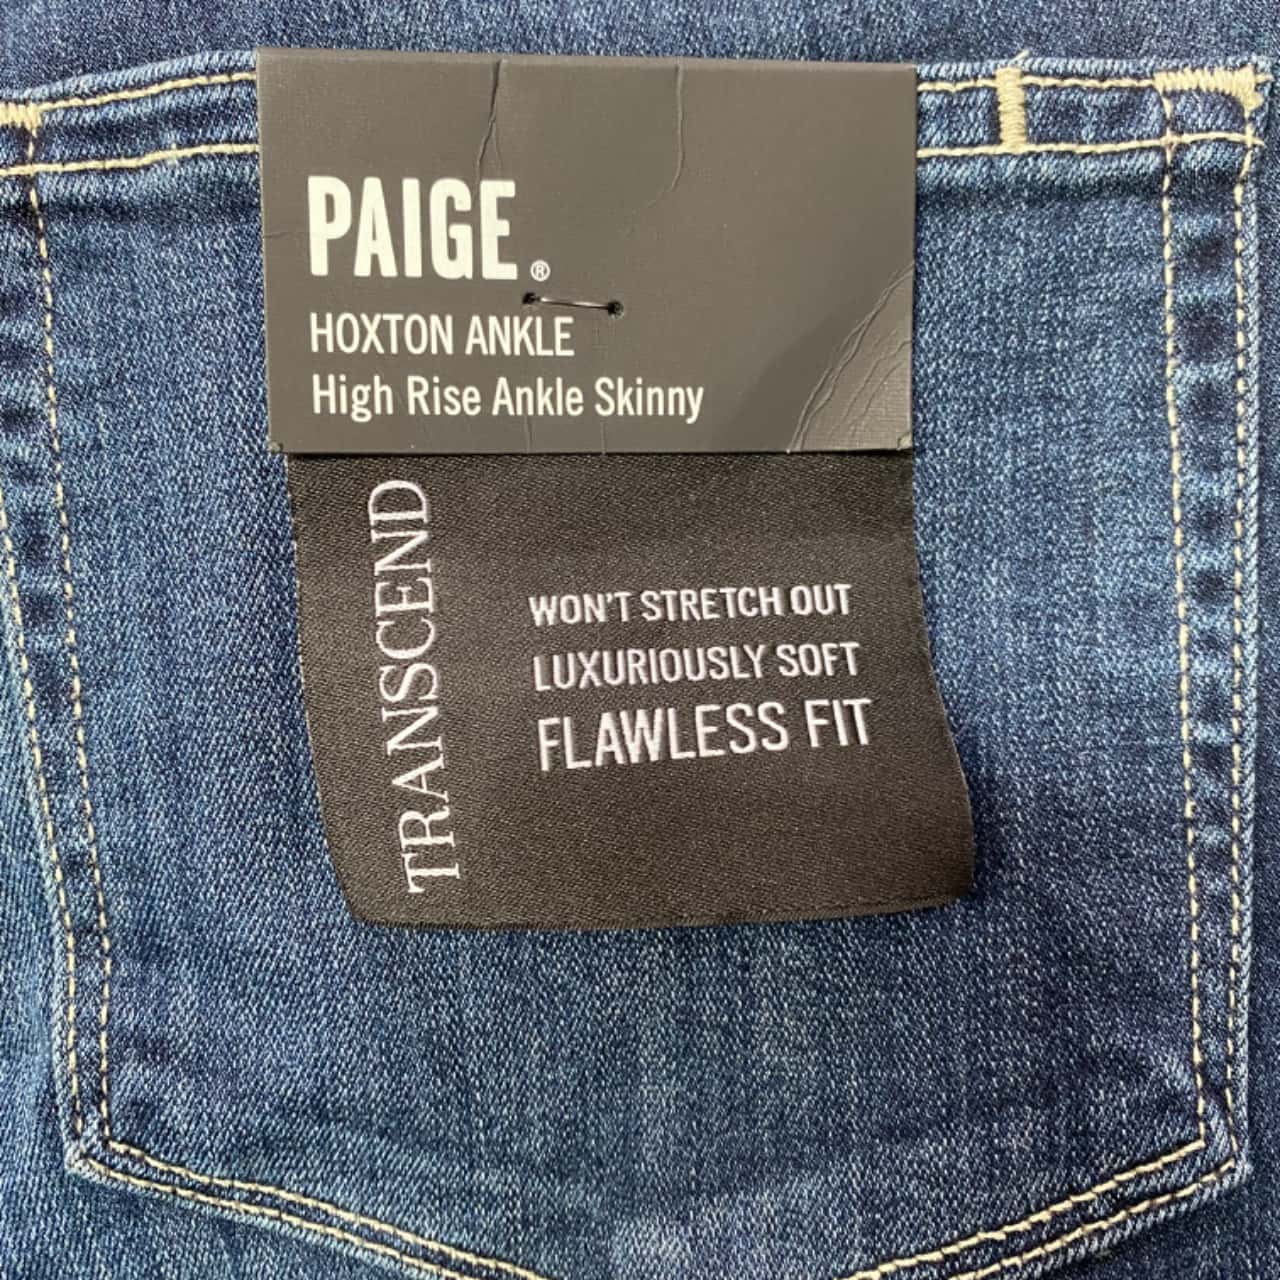 PAIGE®
HOXTON ANKLE
High Rise Ankle Skinny
TRANSCEND
WON'T STRETCH OUT
LUXURIOUSLY SOFT
FLAWLESS FIT